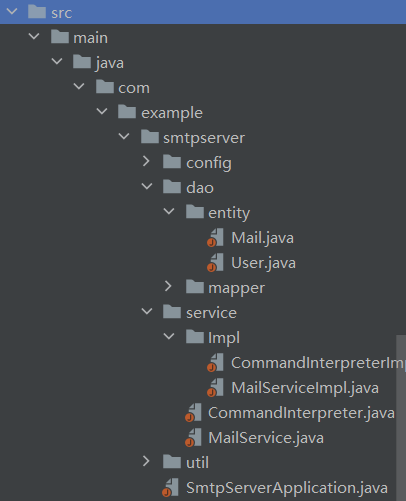 src
main
java
com
example
smtpserver
config
dao
entity
Mail.java
User.java
mapper
service
Impl
CommandInterpreterImp
MailServiceImpl.java
CommandInterpreter.java
MailService.java
util
SmtpServerApplication.java